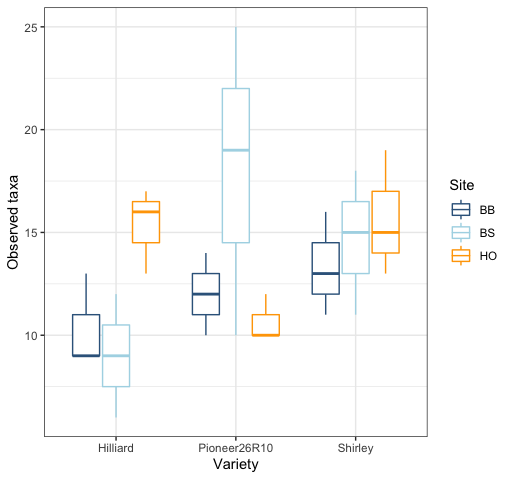 Observed taxa
25
20
15
10
Hilliard Pioneer26R10 Shirley
Variety
Site
BB
BS
HO